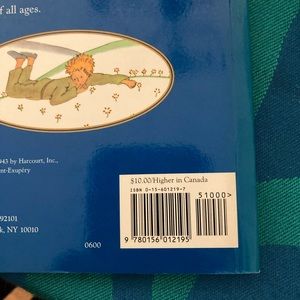 f all ages.
943 by Harcourt, Inc.,
nt-Exupéry
92101
k, NY 10010
0600
$10.00/Higher in Canada
ISBN 0-15-601219-7
51000>
9 780156 012195